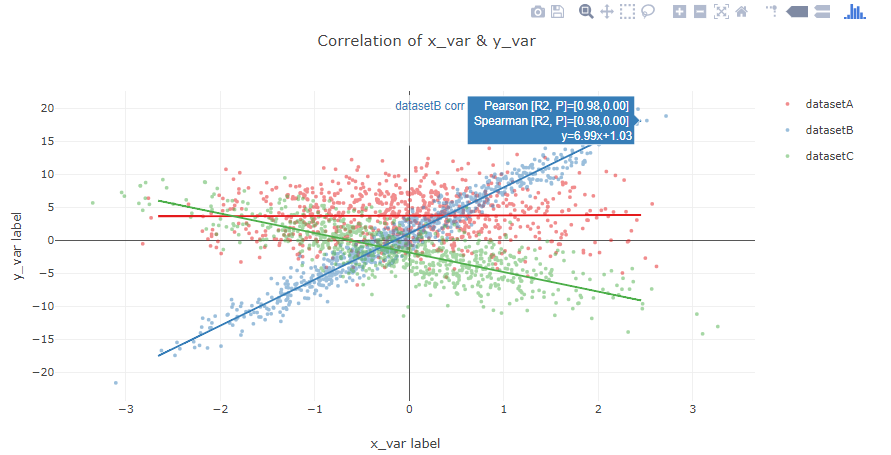 Correlation of x_var & y_var
datasetB corr
Pearson [R2, P]=[0.98,0.00]
Spearman [R2, P]=[0.98,0.00]
y=6.99x+1.03
datasetA
datasetB
datasetC
y_var label
20
15
10
5
0
−5
−10
−15
−20
−3
−2
−1
0
1
2
3
x_var label